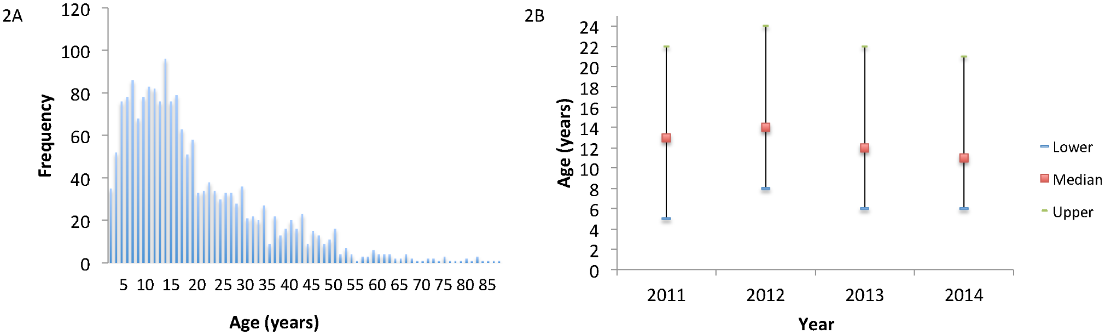 2A
120
100
80
60
40
20
0
Frequency
5 10 15 20 25 30 35 40 45 50 55 60 65 70 75 80 85
Age (years)
2B
24
22
20
18
16
14
12
10
8
6
4
2
0
Age (years)
2011 2012 2013 2014
Year
Lower
Median
Upper